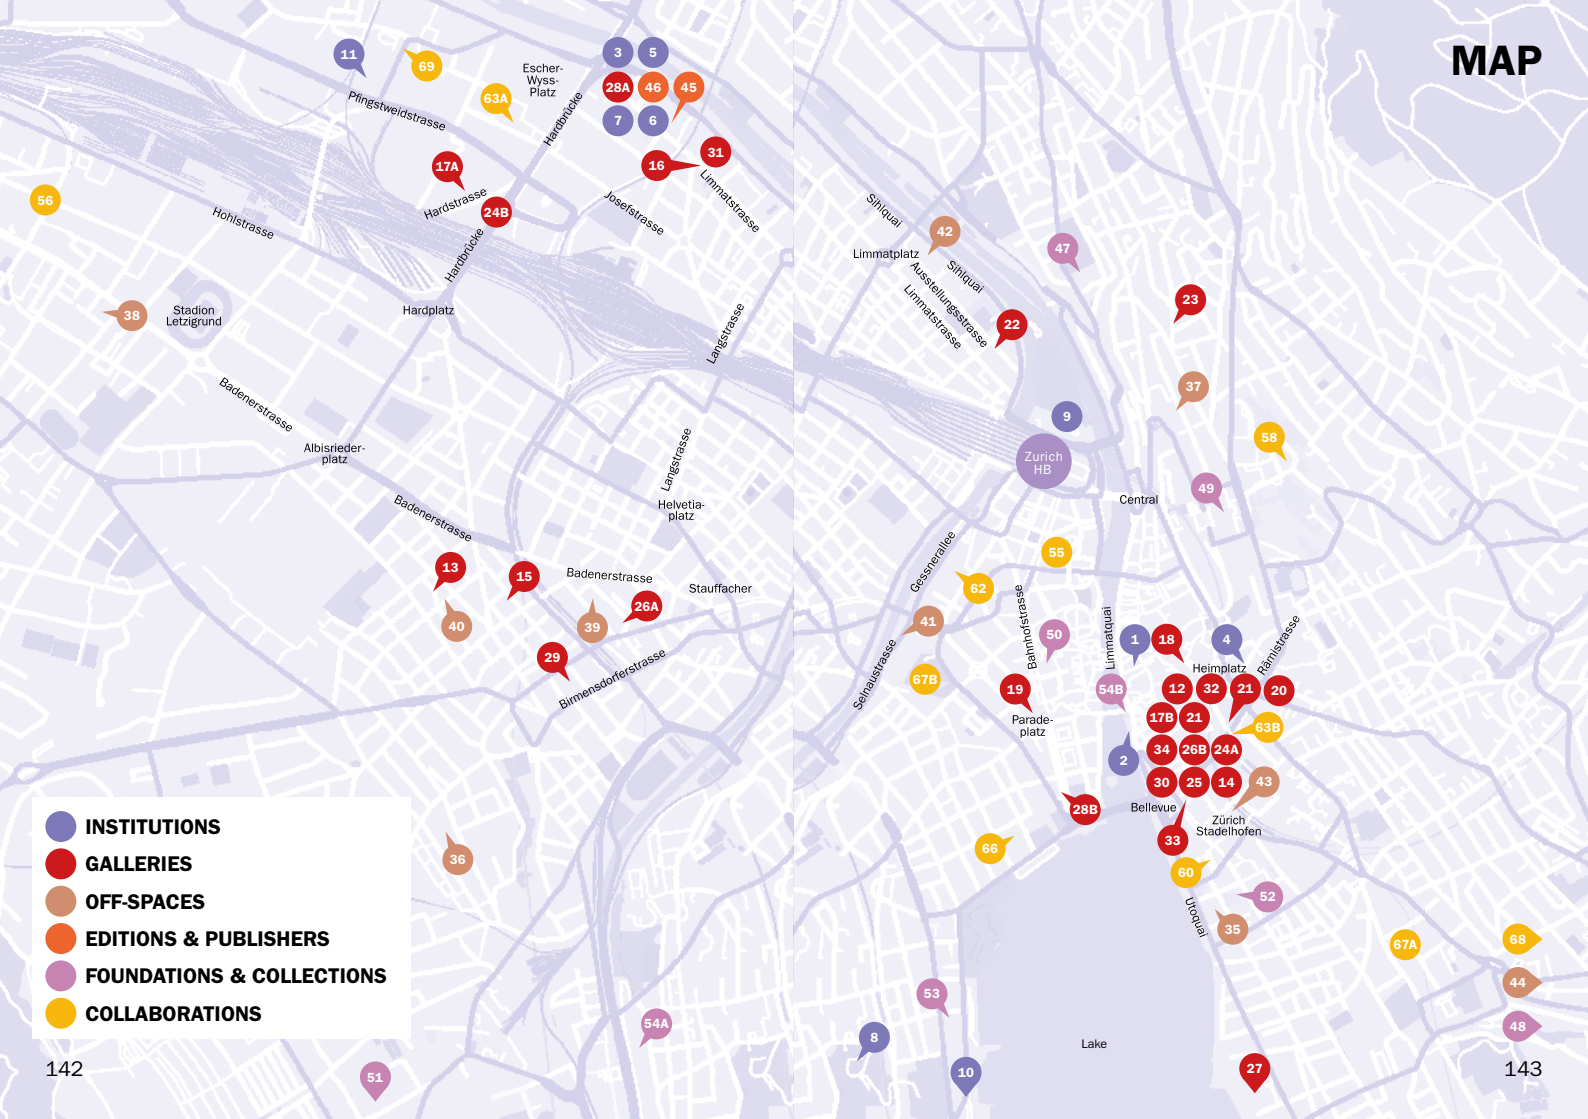 MAP
11
69
63A
Escher-
Wyss-
Platz
3
5
28A
46
45
7
6
Pfingstweidstrasse
Hardbrücke
17A
16
31
Hardstrasse
24B
Josefstrasse
Limmatstrasse
56
Hohlstrasse
Hardbrücke
38
Stadion
Letzigrund
Hardplatz
Langstrasse
Badenerstrasse
Albisrieder-
platz
Langstrasse
Badenerstrasse
Helvetia-
platz
13
15
Badenerstrasse
Stauffacher
40
39
26A
29
Birmensdorferstrasse
36
54A
51
Sihlquai
42
Limmatplatz
Sihlquai
Ausstellungsstrasse
Limmatstrasse
47
22
23
37
9
58
Zurich
HB
49
Central
Gessnerallee
55
62
Bahnhofstrasse
41
50
Limmatquai
1
18
4
Rämistrasse
Heimplatz
Selnaustrasse
67B
19
Parade-
platz
54B
12
32
21
20
17B
21
63B
2
34
26B
24A
30
25
14
43
28B
Bellevue
Zürich
Stadelhofen
33
66
60
52
Utoquai
35
67A
68
44
48
53
8
10
Lake
27
INSTITUTIONS
GALLERIES
OFF-SPACES
EDITIONS & PUBLISHERS
FOUNDATIONS & COLLECTIONS
COLLABORATIONS
142
143